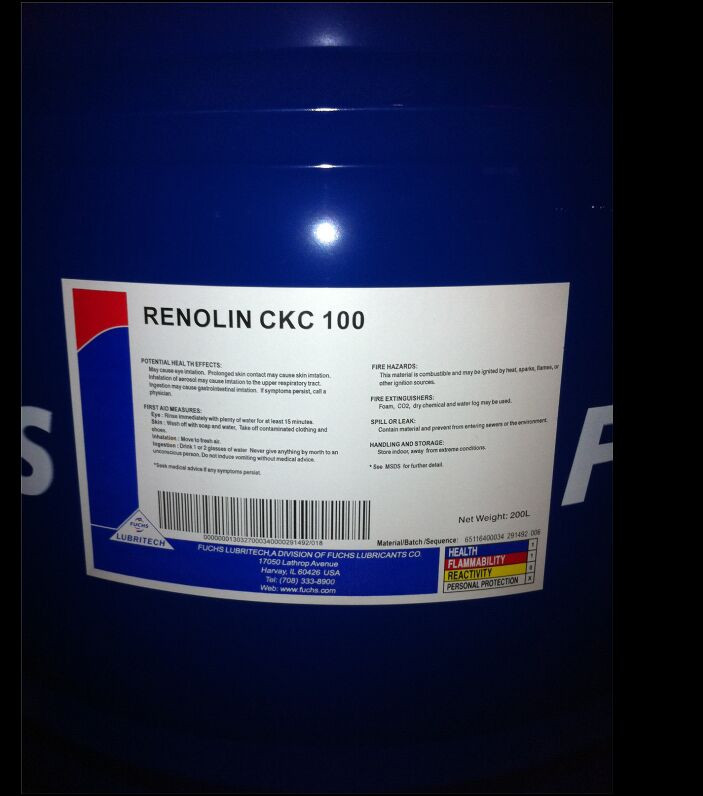 RENOLIN CKC 100
POTENTIAL HEAL TH EFFECTS:
May cause eye irritation. Prolonged skin contact may cause skin irritation.
Inhalation of aerosol may cause irritation to the upper respiratory tract.
Ingestion may cause gastrointestinal irritation. If symptoms persist, call a
physician.
FIRST AID MEASURES:
Eye : Rinse immediately with plenty of water for at least 15 minutes.
Skin : Wash off with soap and water, Take off contaminated clothing and
shoes.
Inhalation : Move to fresh air.
Ingestion : Drink 1 or 2 glasses of water Never give anything by morth to an
unconscious person. Do not induce vomiting without medical advice.
*Seek medical advice if any symptoms persist.
FIRE HAZARDS:
This material is combustible and may be ignited by heat, sparks, flames, or
other ignition sources.
FIRE EXTINGUISHERS:
Foam, CO2, dry chemical and water fog may be used.
SPILL OR LEAK:
Contain material and prevent from entering sewers or the environment.
HANDLING AND STORAGE:
Store indoor, away from extreme conditions.
* See MSDS for further detail.
S
F
Net Weight: 200L
Material/Batch/Sequence: 65116400034 291492 006
FUCHS
LUBRITECH
FUCHS LUBRITECH,A DIVISION OF FUCHS LUBRICANTS CO.
17050 Lathrop Avenue
Harvay, IL 60426 USA
Tel: (708) 333-8900
Web: www.fuchs.com
HEALTH 1
FLAMMABILITY 1
REACTIVITY 0
PERSONAL PROTECTION X